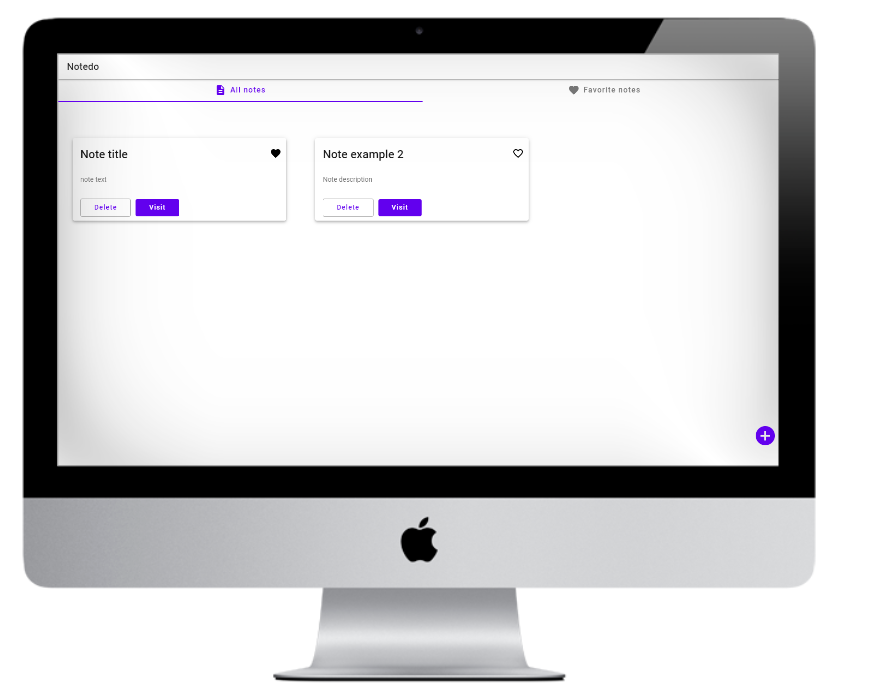 Notedo
All notes
Favorite notes
Note title
note text
Delete Visit
Note example 2
Note description
Delete Visit